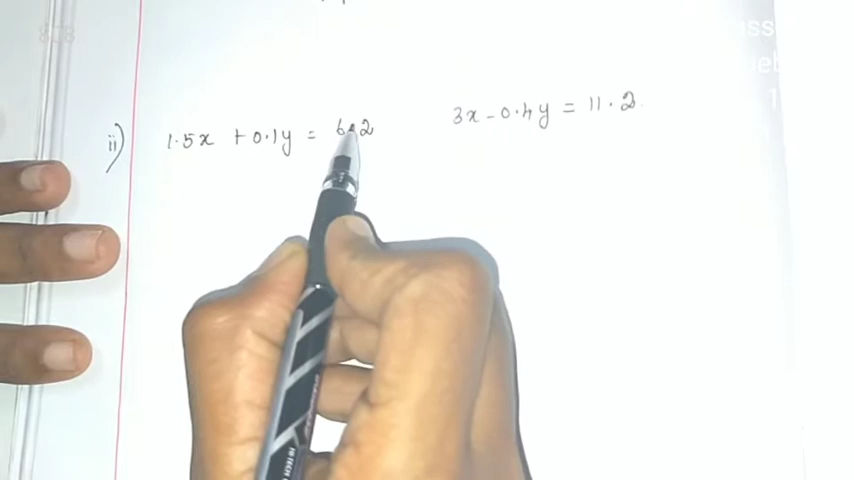 ii) 1.5x + 0.1y = 6.2 3x - 0.4y = 11.2